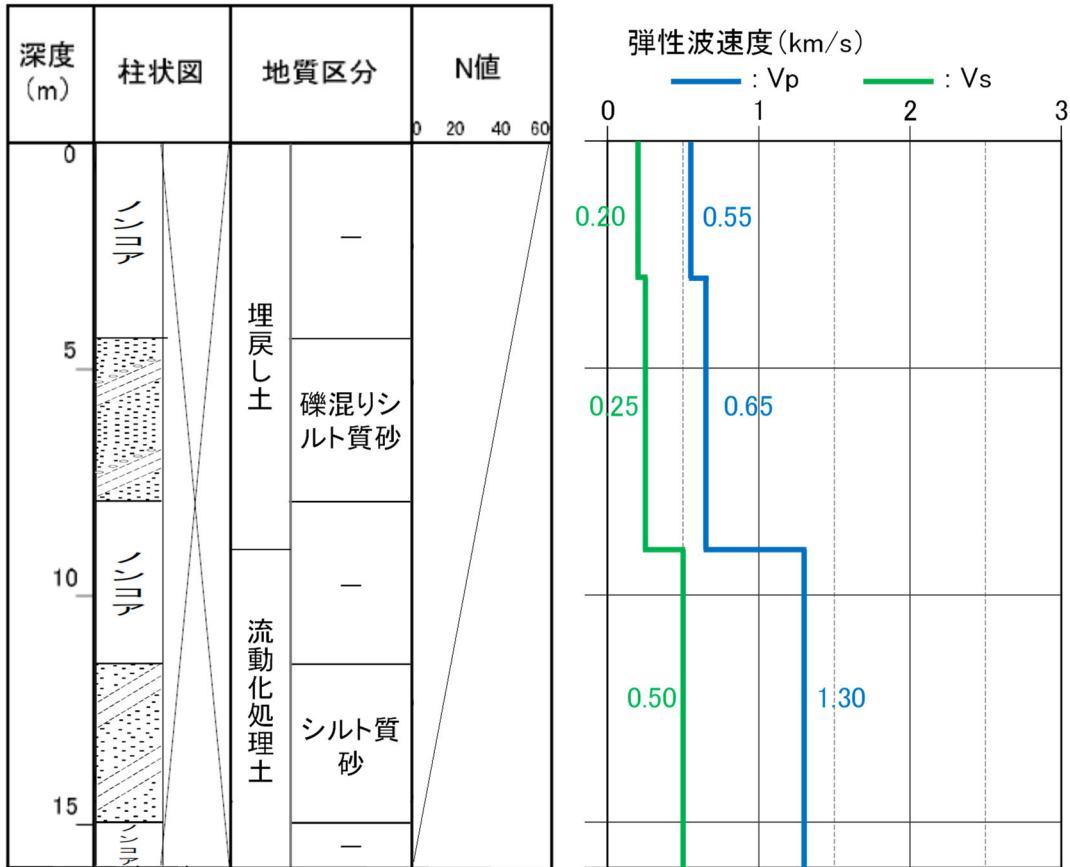 深度
(m)
柱状図
地質区分
N値
0 20 40 60
0
5
10
15
ノンコア
ノンコア
ノンコア
埋戻し土
流動化処理土
—
礫混りシ
ルト質砂
—
シルト質
砂
—
弾性波速度(km/s)
: Vp : Vs
0 1 2 3
0.20 0.55
0.25 0.65
0.50 1.30